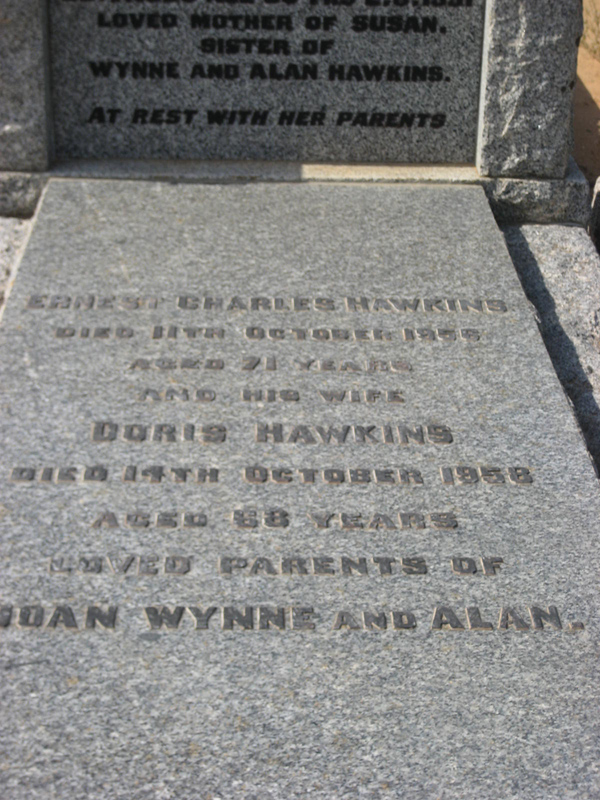 LOVED MOTHER OF SUSAN.
SISTER OF
WYNNE AND ALAN HAWKINS.
AT REST WITH HER PARENTS
ERNEST CHARLES HAWKINS
DIED 11TH OCTOBER 1955
AGED 71 YEARS
AND HIS WIFE
DORIS HAWKINS
DIED 14TH OCTOBER 1958
AGED 68 YEARS
LOVED PARENTS OF
JOAN WYNNE AND ALAN.